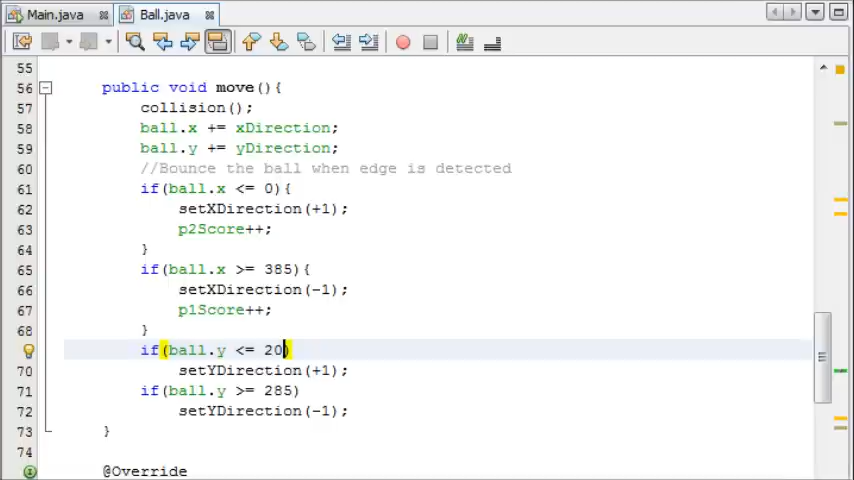 Main.java Ball.java
55
56 public void move(){
57 collision();
58 ball.x += xDirection;
59 ball.y += yDirection;
60 //Bounce the ball when edge is detected
61 if(ball.x <= 0){
62 setXDirection(+1);
63 p2Score++;
64 }
65 if(ball.x >= 385){
66 setXDirection(-1);
67 p1Score++;
68 }
if(ball.y <= 20)
70 setYDirection(+1);
71 if(ball.y >= 285)
72 setYDirection(-1);
73 }
74
@Override